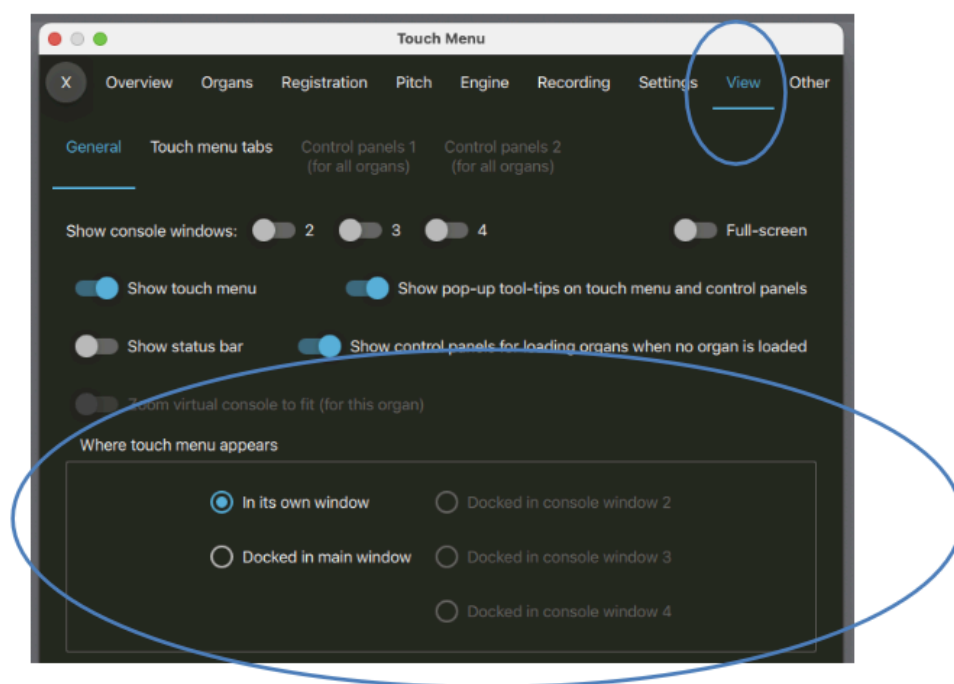 Touch Menu
X Overview Organs Registration Pitch Engine Recording Settings View Other
General Touch menu tabs Control panels 1 Control panels 2
(for all organs) (for all organs)
Show console windows: 2 3 4 Full-screen
Show touch menu Show pop-up tool-tips on touch menu and control panels
Show status bar Show control panels for loading organs when no organ is loaded
Zoom virtual console to fit (for this organ)
Where touch menu appears
In its own window Docked in console window 2
Docked in main window Docked in console window 3
Docked in console window 4